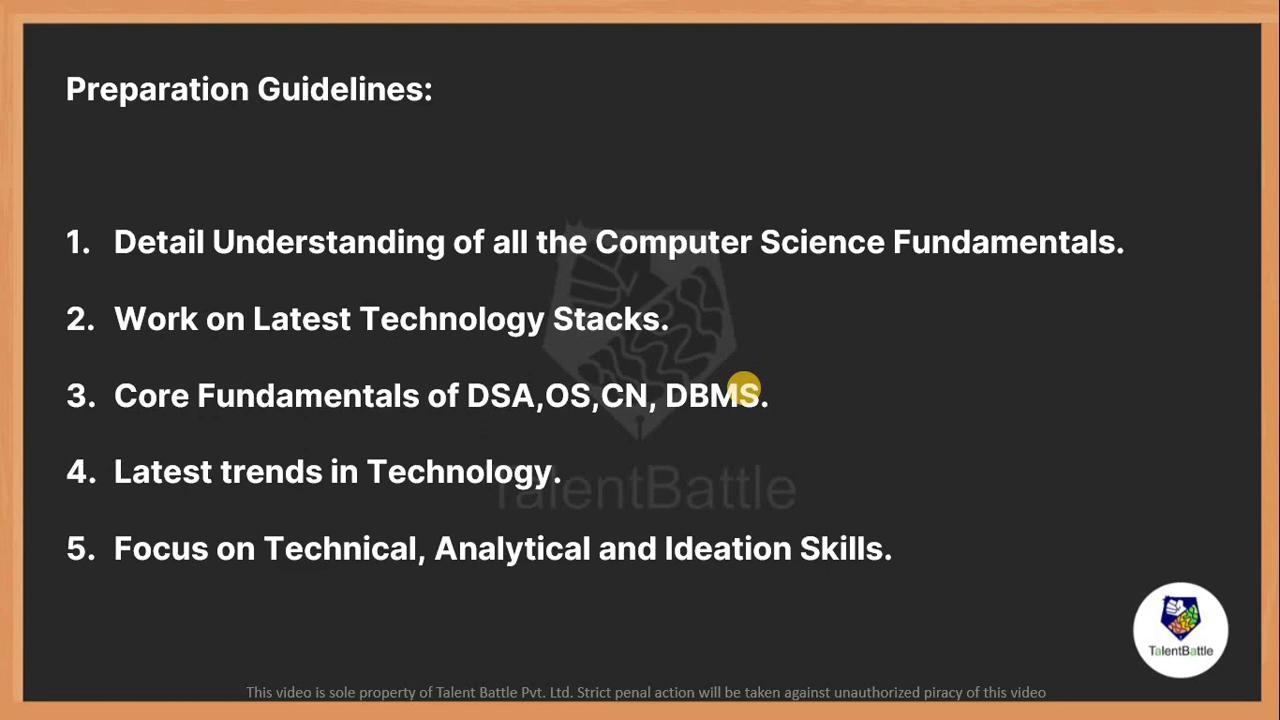 Preparation Guidelines:
1. Detail Understanding of all the Computer Science Fundamentals.
2. Work on Latest Technology Stacks.
3. Core Fundamentals of DSA,OS,CN, DBMS.
4. Latest trends in Technology.
TalentBattle
5. Focus on Technical, Analytical and Ideation Skills.
TalentBattle
This video is sole property of Talent Battle Pvt. Ltd. Strict penal action will be taken against unauthorized piracy of this video